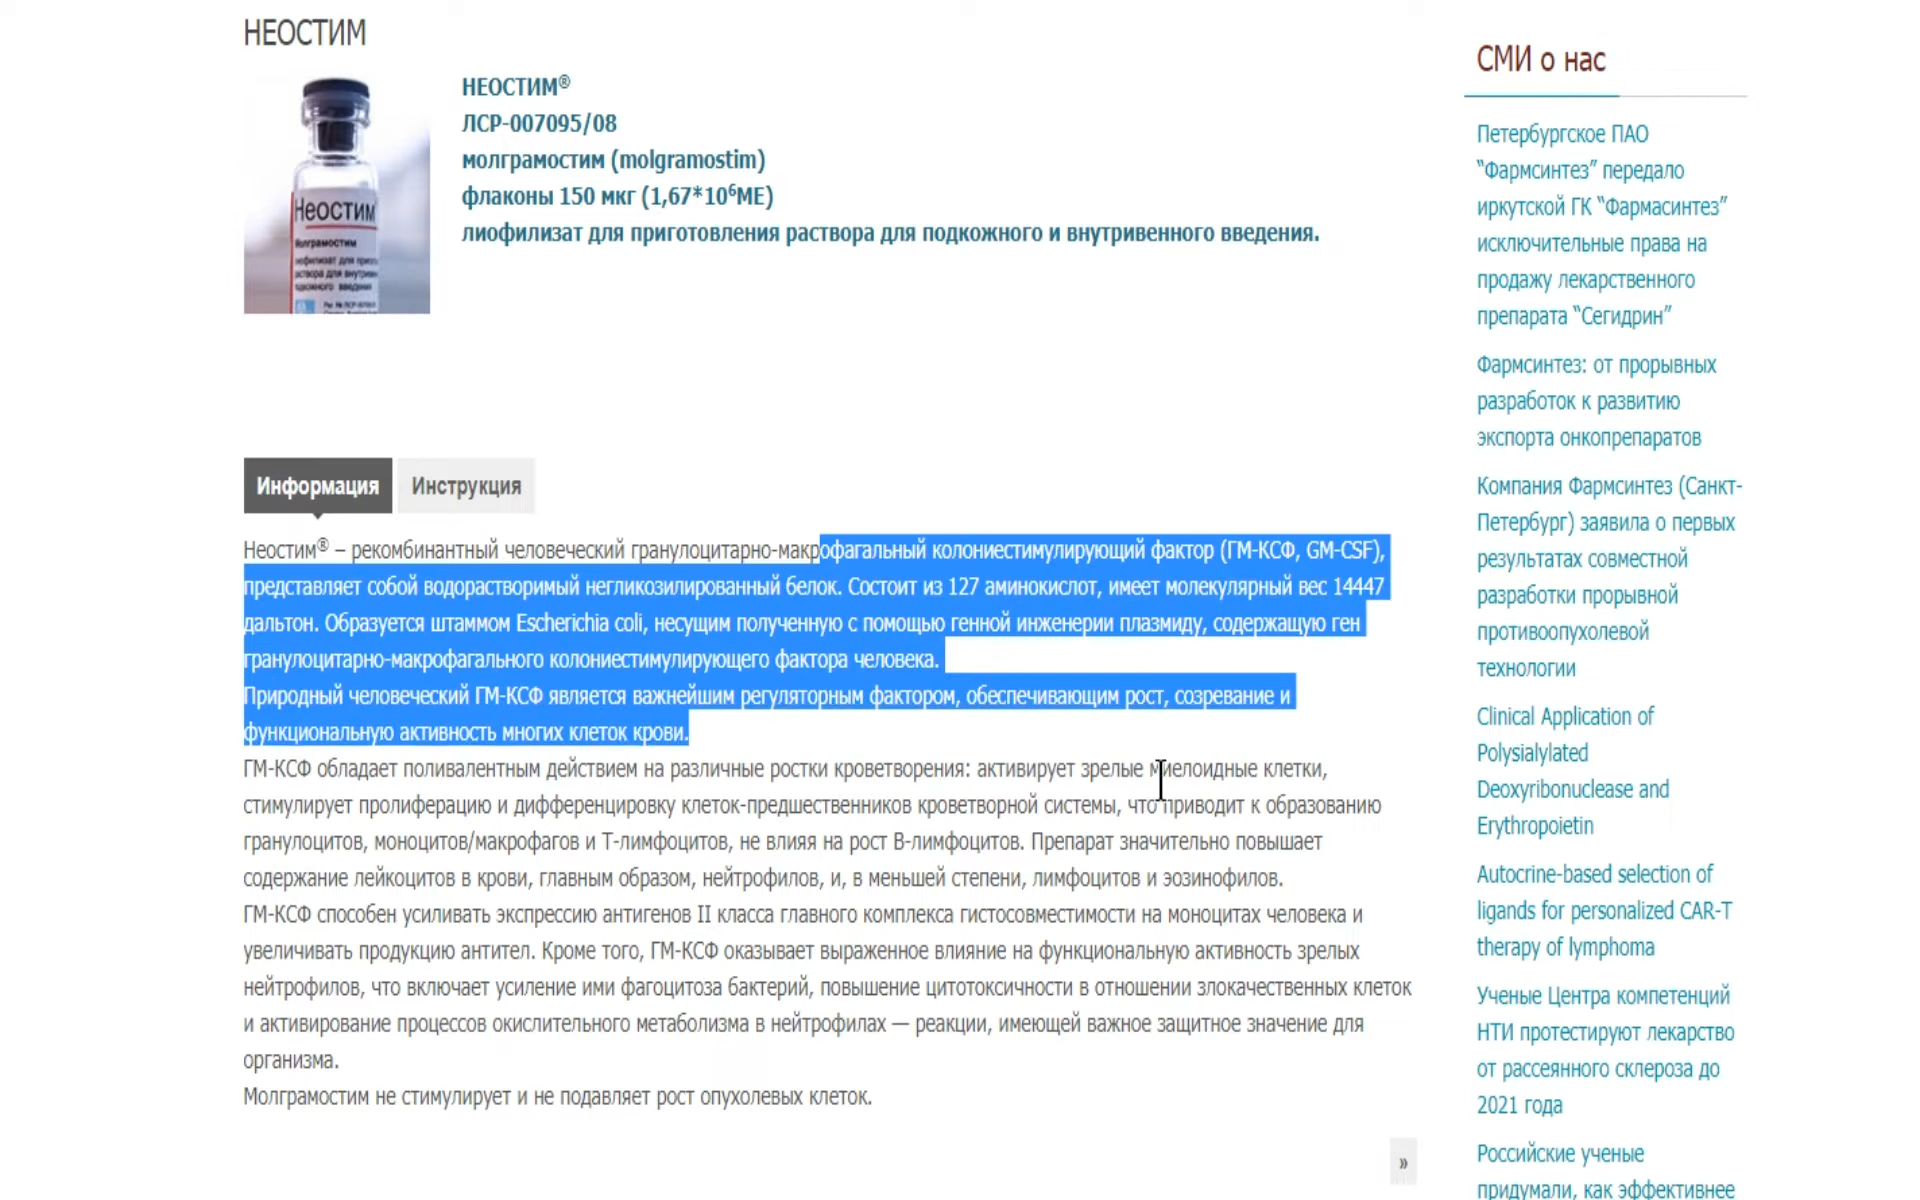 НЕОСТИМ
Неостим
Молграмостим
НЕОСТИМ®
ЛСР-007095/08
молграмостим (molgramostim)
флаконы 150 мкг (1,67*10⁶МЕ)
лиофилизат для приготовления раствора для подкожного и внутривенного введения.
Информация
Инструкция
Неостим® – рекомбинантный человеческий гранулоцитарно-макрофагальный колониестимулирующий фактор (ГМ-КСФ, GM-CSF),
представляет собой водорастворимый негликозилированный белок. Состоит из 127 аминокислот, имеет молекулярный вес 14447
дальтон. Образуется штаммом Escherichia coli, несущим полученную с помощью генной инженерии плазмиду, содержащую ген
гранулоцитарно-макрофагального колониестимулирующего фактора человека.
Природный человеческий ГМ-КСФ является важнейшим регуляторным фактором, обеспечивающим рост, созревание и
функциональную активность многих клеток крови.
ГМ-КСФ обладает поливалентным действием на различные ростки кроветворения: активирует зрелые миелоидные клетки,
стимулирует пролиферацию и дифференцировку клеток-предшественников кроветворной системы, что приводит к образованию
гранулоцитов, моноцитов/макрофагов и Т-лимфоцитов, не влияя на рост В-лимфоцитов. Препарат значительно повышает
содержание лейкоцитов в крови, главным образом, нейтрофилов, и, в меньшей степени, лимфоцитов и эозинофилов.
ГМ-КСФ способен усиливать экспрессию антигенов II класса главного комплекса гистосовместимости на моноцитах человека и
увеличивать продукцию антител. Кроме того, ГМ-КСФ оказывает выраженное влияние на функциональную активность зрелых
нейтрофилов, что включает усиление ими фагоцитоза бактерий, повышение цитотоксичности в отношении злокачественных клеток
и активирование процессов окислительного метаболизма в нейтрофилах — реакции, имеющей важное защитное значение для
организма.
Молграмостим не стимулирует и не подавляет рост опухолевых клеток.
»
СМИ о нас
Петербургское ПАО
“Фармсинтез” передало
иркутской ГК “Фармасинтез”
исключительные права на
продажу лекарственного
препарата “Сегидрин”
Фармсинтез: от прорывных
разработок к развитию
экспорта онкопрепаратов
Компания Фармсинтез (Санкт-
Петербург) заявила о первых
результатах совместной
разработки прорывной
противоопухолевой
технологии
Clinical Application of
Polysialylated
Deoxyribonuclease and
Erythropoietin
Autocrine-based selection of
ligands for personalized CAR-T
therapy of lymphoma
Ученые Центра компетенций
НТИ протестируют лекарство
от рассеянного склероза до
2021 года
Российские ученые
придумали, как эффективнее